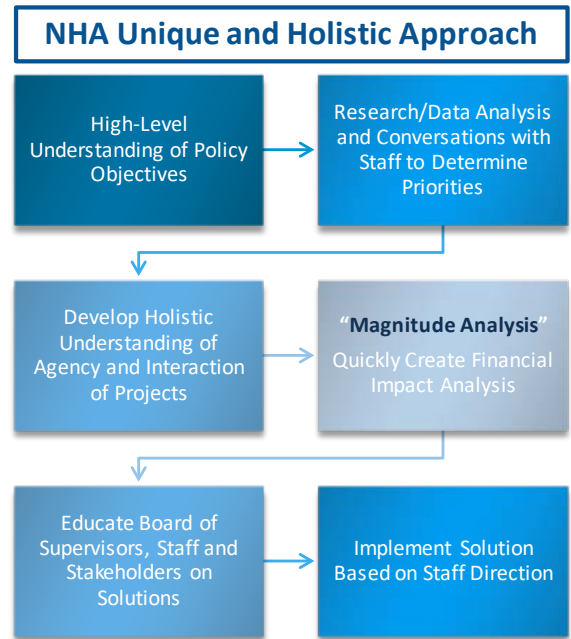 NHA Unique and Holistic Approach
High-Level
Understanding of Policy
Objectives
Research/Data Analysis
and Conversations with
Staff to Determine
Priorities
Develop Holistic
Understanding of
Agency and Interaction
of Projects
“Magnitude Analysis”
Quickly Create Financial
Impact Analysis
Educate Board of
Supervisors, Staff and
Stakeholders on
Solutions
Implement Solution
Based on Staff Direction